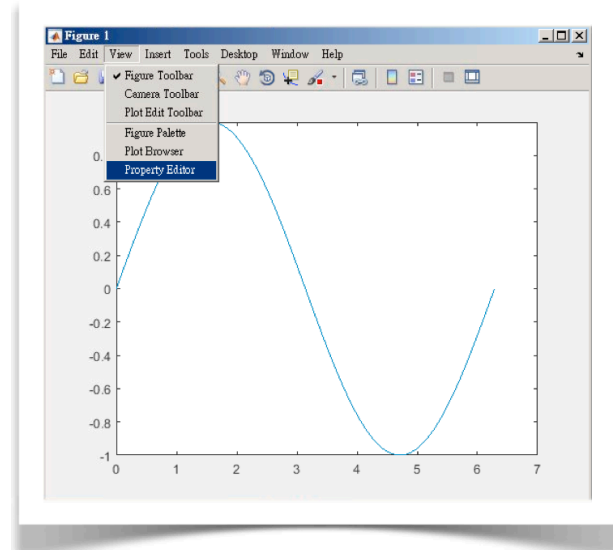 Figure 1
File Edit View Insert Tools Desktop Window Help
Figure Toolbar
Camera Toolbar
Plot Edit Toolbar
Figure Palette
Plot Browser
Property Editor
0.6
0.4
0.2
0
-0.2
-0.4
-0.6
-0.8
-1
0 1 2 3 4 5 6 7